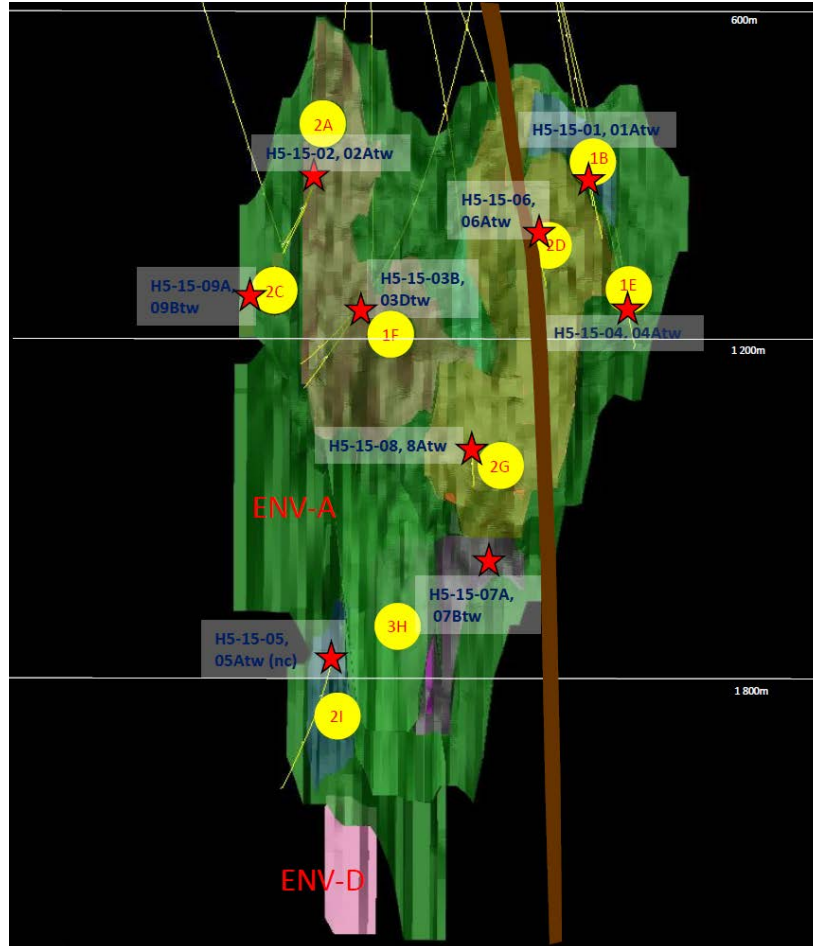 600m
2A
H5-15-02, 02Atw
H5-15-01, 01Atw
1B
H5-15-06,
06Atw
2D
H5-15-09A,
09Btw
2C
H5-15-03B,
03Dtw
1F
1E
H5-15-04, 04Atw
1 200m
H5-15-08, 8Atw
2G
ENV-A
H5-15-07A,
07Btw
3H
H5-15-05,
05Atw (nc)
1 800m
2I
ENV-D